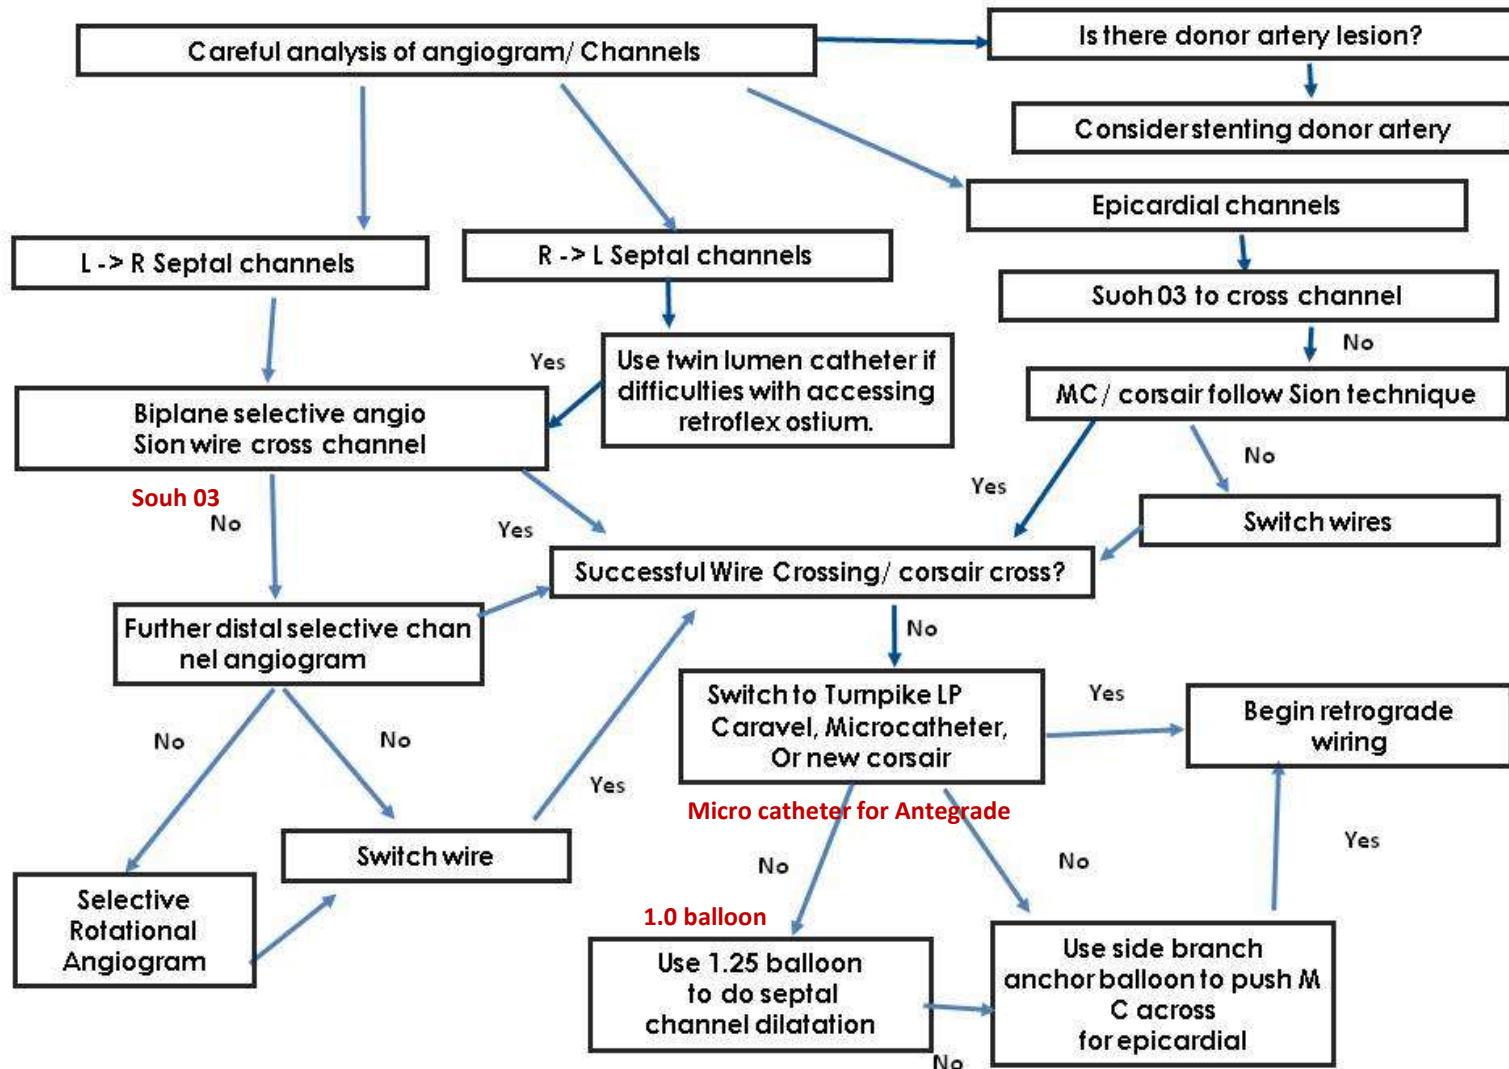 Careful analysis of angiogram/ Channels
Is there donor artery lesion?
Consider stenting donor artery
Epicardial channels
L -> R Septal channels
R -> L Septal channels
Suoh 03 to cross channel
Yes
Use twin lumen catheter if
difficulties with accessing
retroflex ostium.
No
Biplane selective angio
Sion wire cross channel
MC/ corsair follow Sion technique
Souh 03
No
Yes
Yes
No
Switch wires
Successful Wire Crossing/ corsair cross?
Further distal selective chan
nel angiogram
No
Switch to Turnpike LP
Caravel, Microcatheter,
Or new corsair
Yes
Begin retrograde
wiring
No
No
Yes
Micro catheter for Antegrade
Switch wire
No
No
Yes
Selective
Rotational
Angiogram
1.0 balloon
Use 1.25 balloon
to do septal
channel dilatation
Use side branch
anchor balloon to push M
C across
for epicardial
No